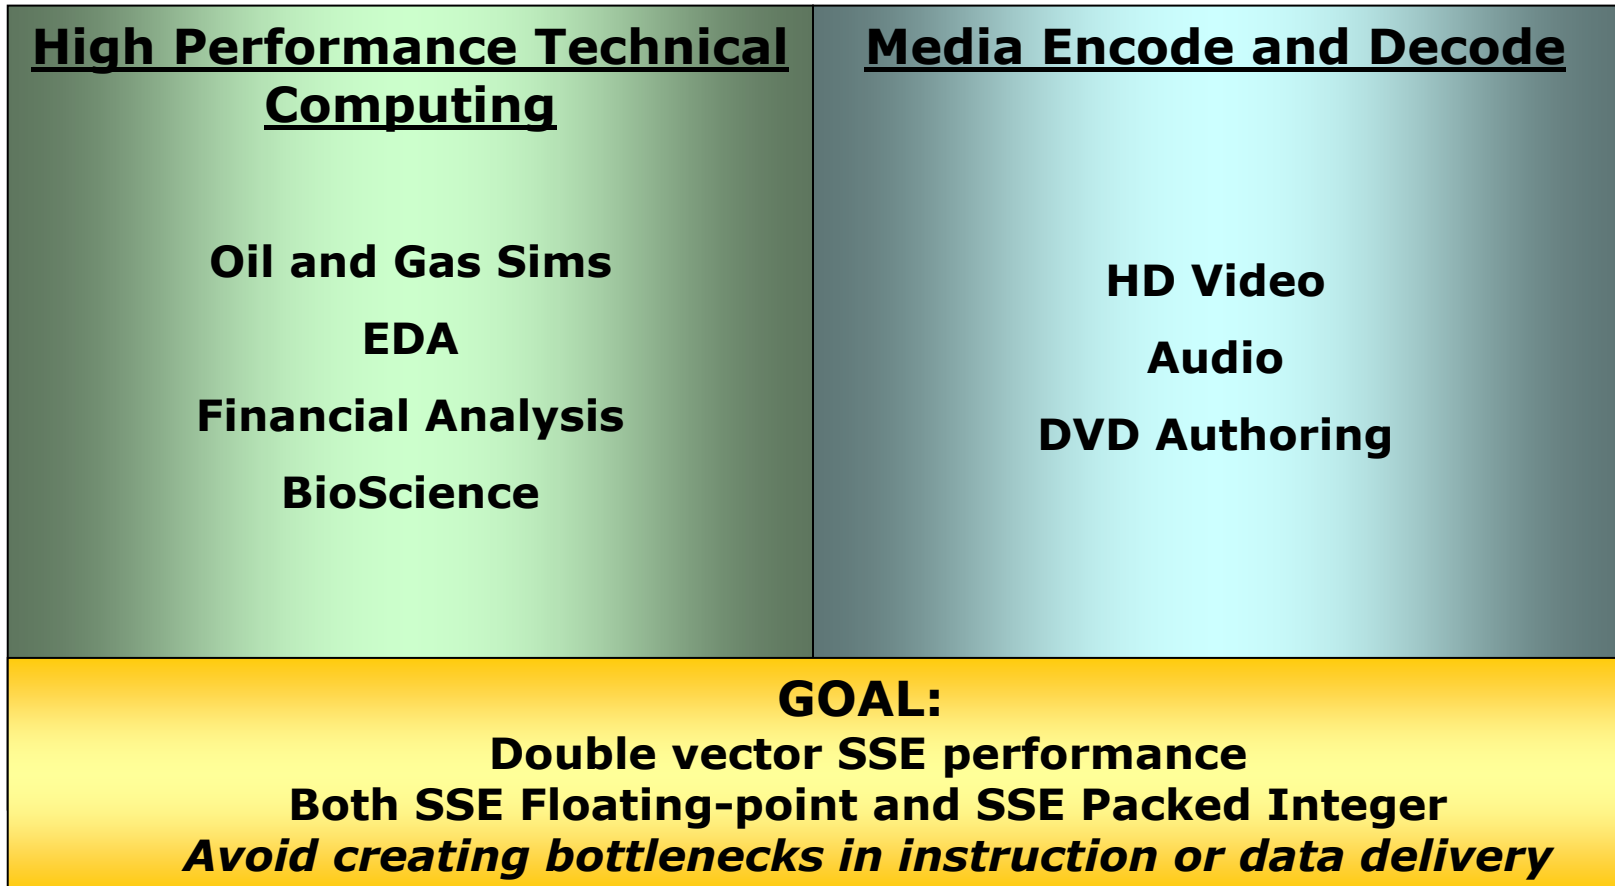 High Performance Technical
Computing
Oil and Gas Sims
EDA
Financial Analysis
BioScience
Media Encode and Decode
HD Video
Audio
DVD Authoring
GOAL:
Double vector SSE performance
Both SSE Floating-point and SSE Packed Integer
Avoid creating bottlenecks in instruction or data delivery